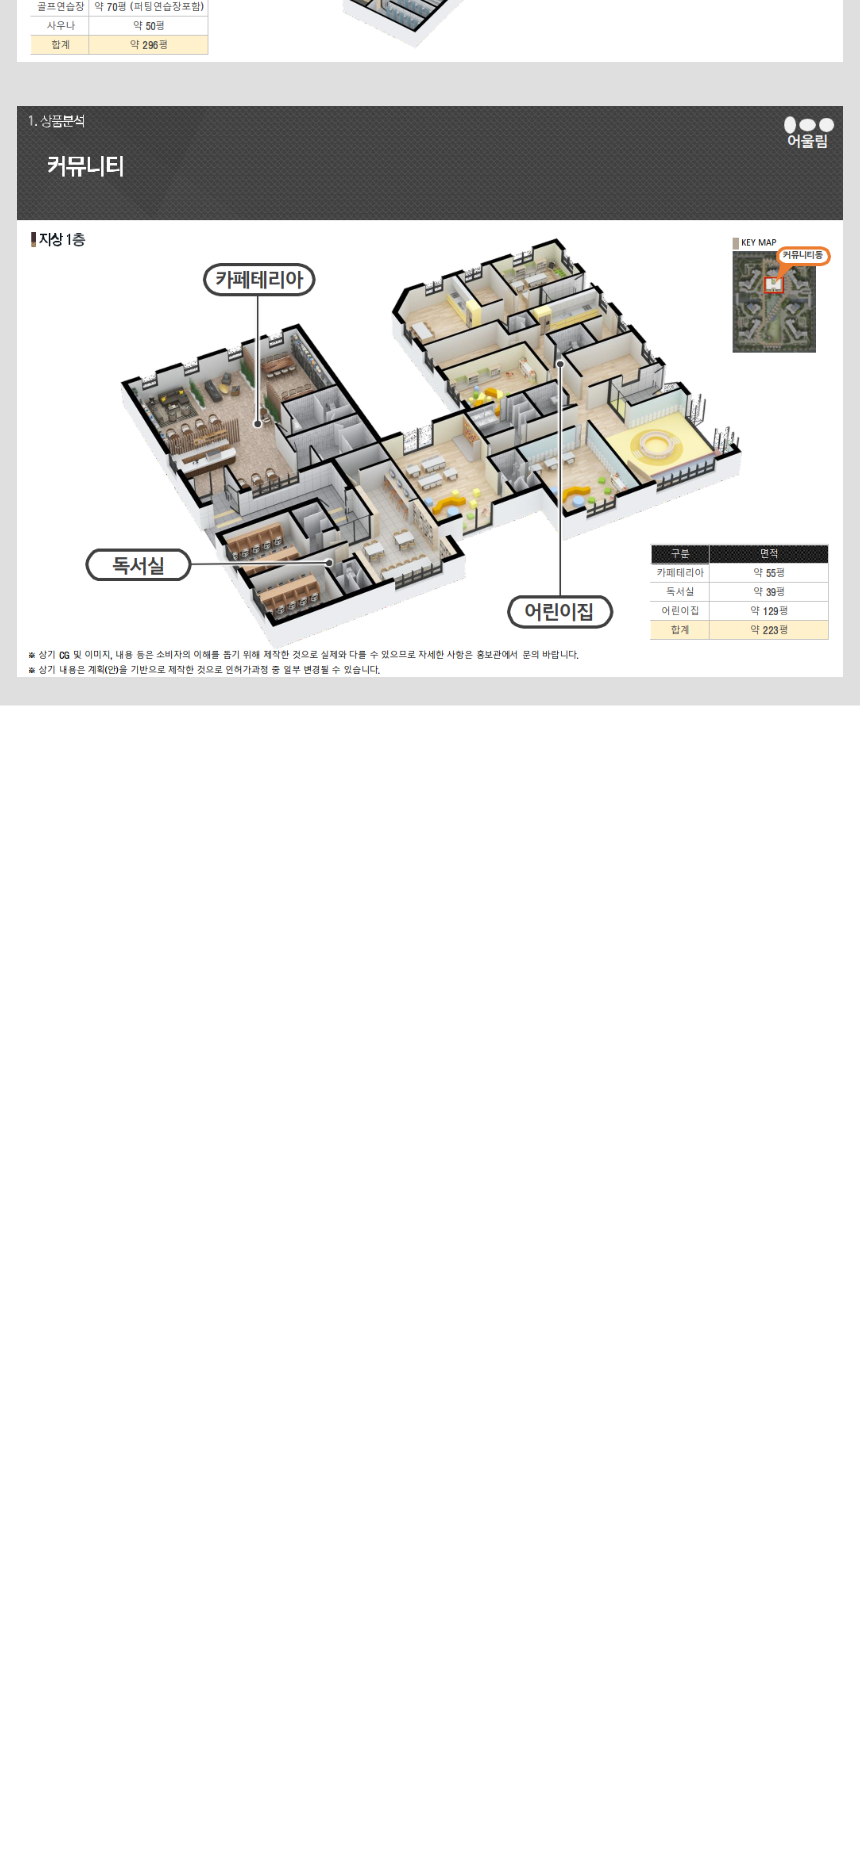 골프연습장 약 70평 (퍼팅연습장포함)
사우나 약 50평
합계 약 296평
1. 상품분석
어울림
커뮤니티
지상 1층
KEY MAP
커뮤니티동
카페테리아
독서실
어린이집
구분 면적
카페테리아 약 55평
독서실 약 39평
어린이집 약 129평
합계 약 223평
※ 상기 CG 및 이미지, 내용 등은 소비자의 이해를 돕기 위해 제작한 것으로 실제와 다를 수 있으므로 자세한 사항은 홍보관에서 문의 바랍니다.
※ 상기 내용은 계획(안)을 기반으로 제작한 것으로 인허가과정 중 일부 변경될 수 있습니다.